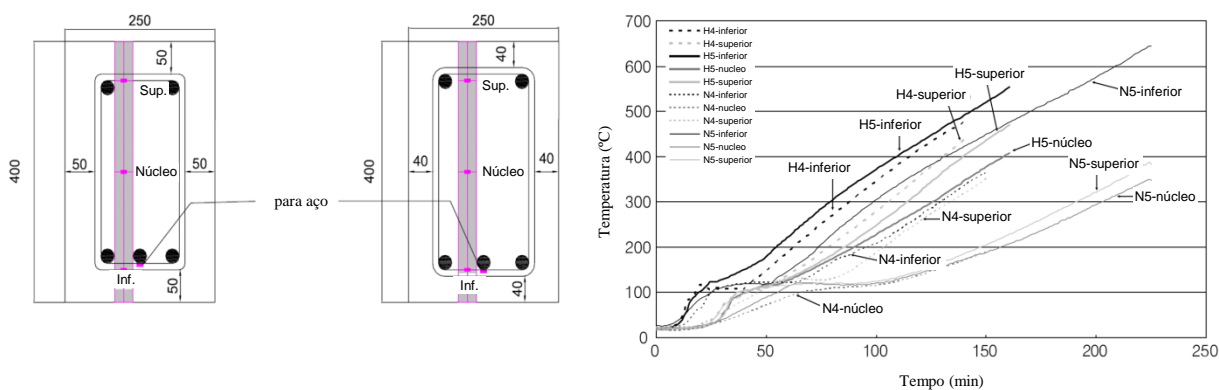 250
50
Sup.
400
50
Núcleo
50
Inf.
50
para aço
250
40
Sup.
400
40
Núcleo
40
Inf.
40
700
600
500
400
300
200
100
0
Temperatura (ºC)
H4-inferior
H4-superior
H5-inferior
H5-nucleo
H5-superior
N4-inferior
N4-nucleo
N4-superior
N5-inferior
N5-nucleo
N5-superior
H5-superior
H4-superior
N5-inferior
H5-inferior
H5-núcleo
H4-inferior
N5-superior
N5-núcleo
N4-superior
N4-inferior
N4-núcleo
0
50
100
150
200
250
Tempo (min)